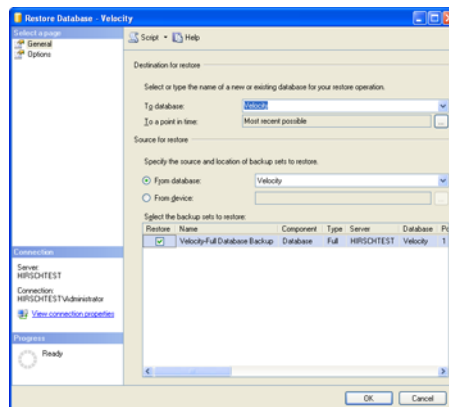 Restore Database - Velocity
Select a page
General
Options
Script
Help
Destination for restore
Select or type the name of a new or existing database for your restore operation.
To database:
Velocity
To a point in time:
Most recent possible
...
Source for restore
Specify the source and location of backup sets to restore.
From database:
Velocity
From device:
Select the backup sets to restore:
Restore Name Component Type Server Database Po
Velocity-Full Database Backup Database Full HIRSCHTEST Velocity 1
Connection
Server:
HIRSCHTEST
Connection:
HIRSCHTEST\Administrator
View connection properties
Progress
Ready
OK
Cancel